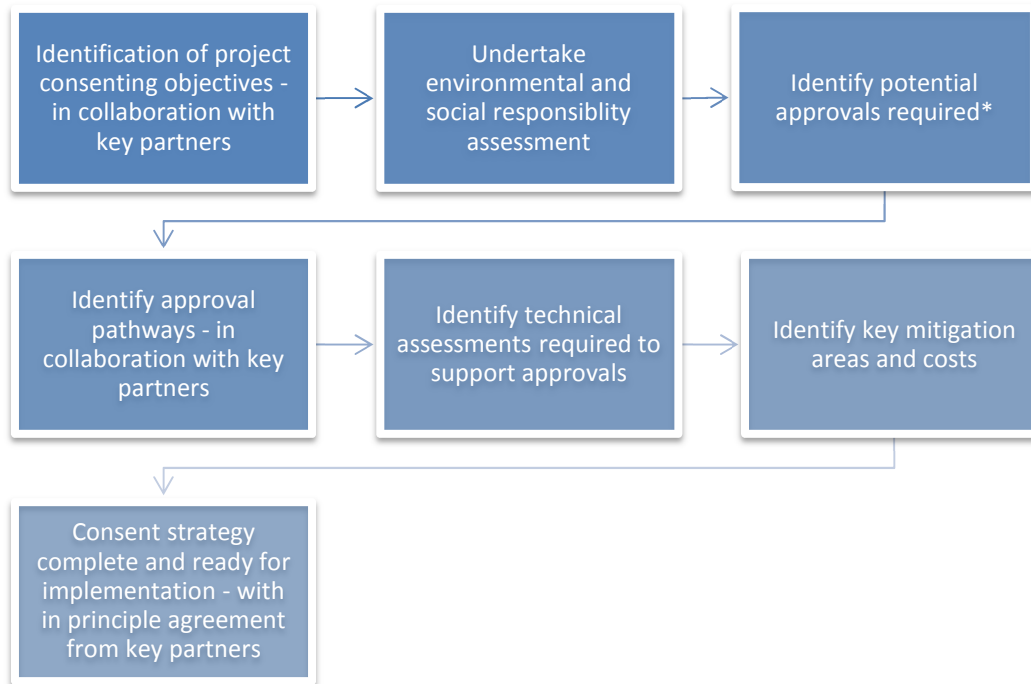 Identification of project
consenting objectives -
in collaboration with
key partners
Undertake
environmental and
social responsiblity
assessment
Identify potential
approvals required*
Identify approval
pathways - in
collaboration with key
partners
Identify technical
assessments required to
support approvals
Identify key mitigation
areas and costs
Consent strategy
complete and ready for
implementation - with
in principle agreement
from key partners